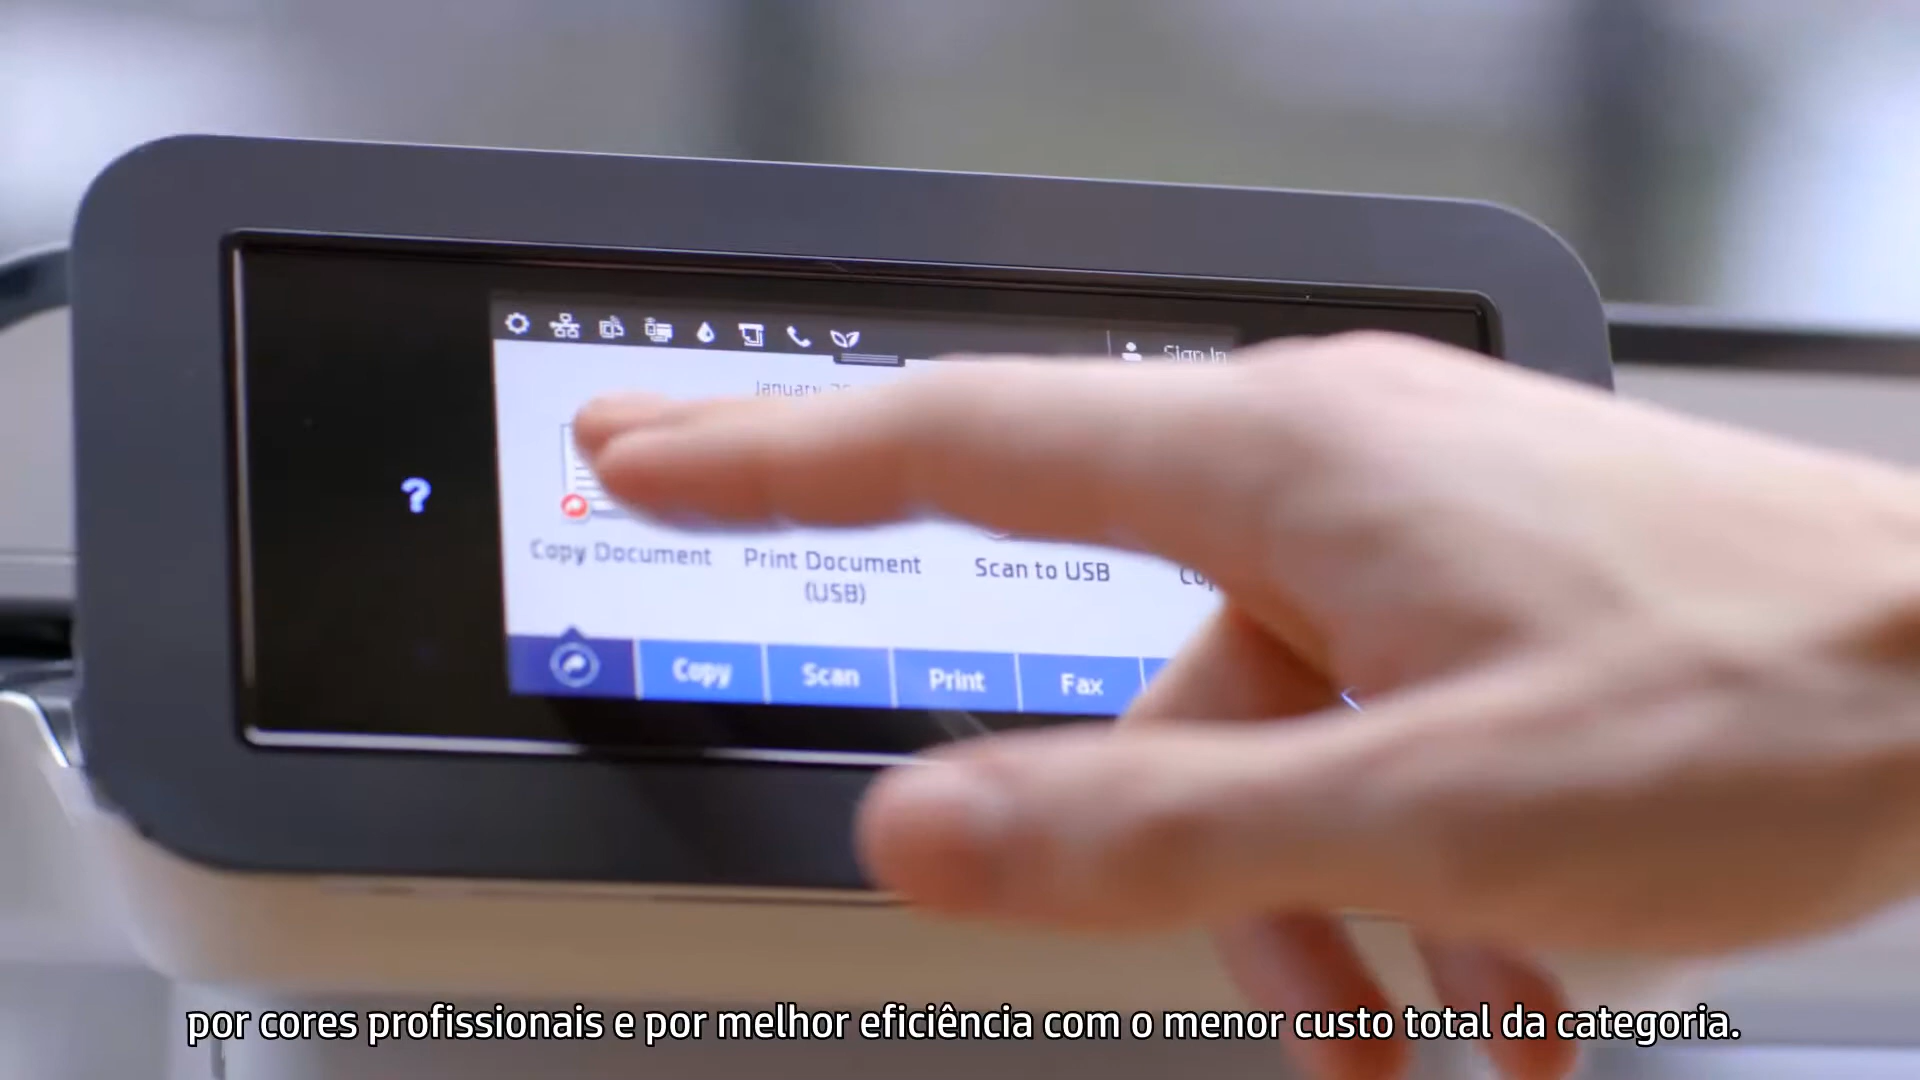 Sign In
January
Copy Document
Print Document
(USB)
Scan to USB
?
Copy
Scan
Print
Fax
por cores profissionais e por melhor eficiência com o menor custo total da categoria.